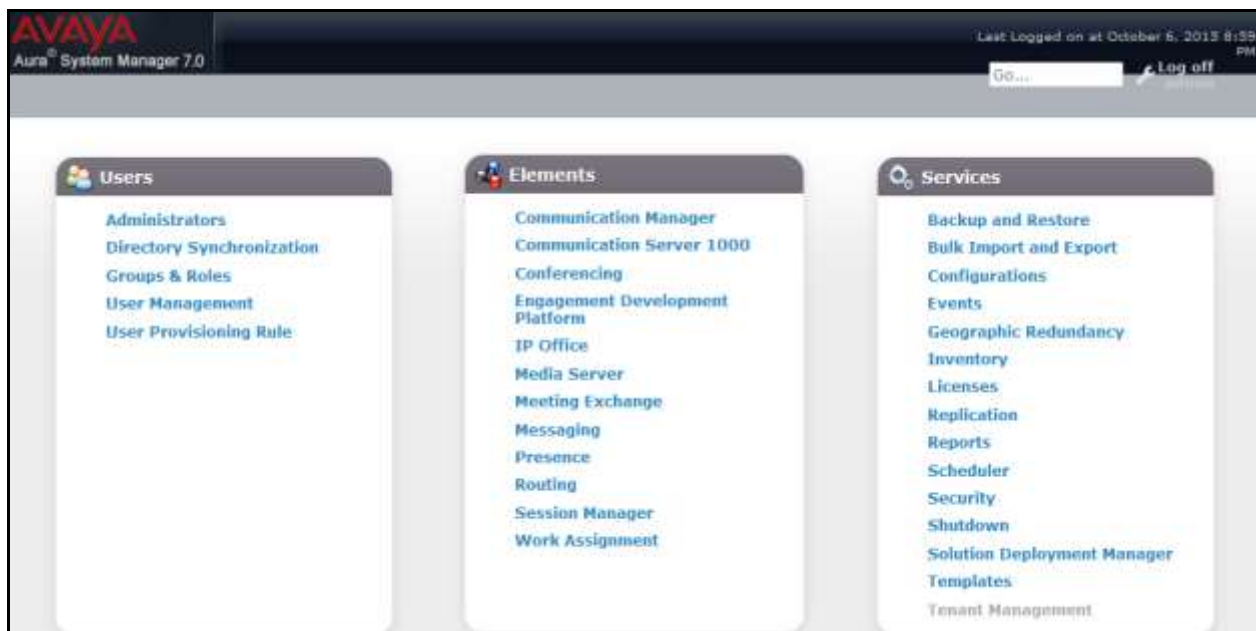 AVAYA
Aura® System Manager 7.0
Last Logged on at October 6, 2015 8:39
PM
Go...
Log off
Users
Administrators
Directory Synchronization
Groups & Roles
User Management
User Provisioning Rule
Elements
Communication Manager
Communication Server 1000
Conferencing
Engagement Development
Platform
IP Office
Media Server
Meeting Exchange
Messaging
Presence
Routing
Session Manager
Work Assignment
Services
Backup and Restore
Bulk Import and Export
Configurations
Events
Geographic Redundancy
Inventory
Licenses
Replication
Reports
Scheduler
Security
Shutdown
Solution Deployment Manager
Templates
Tenant Management